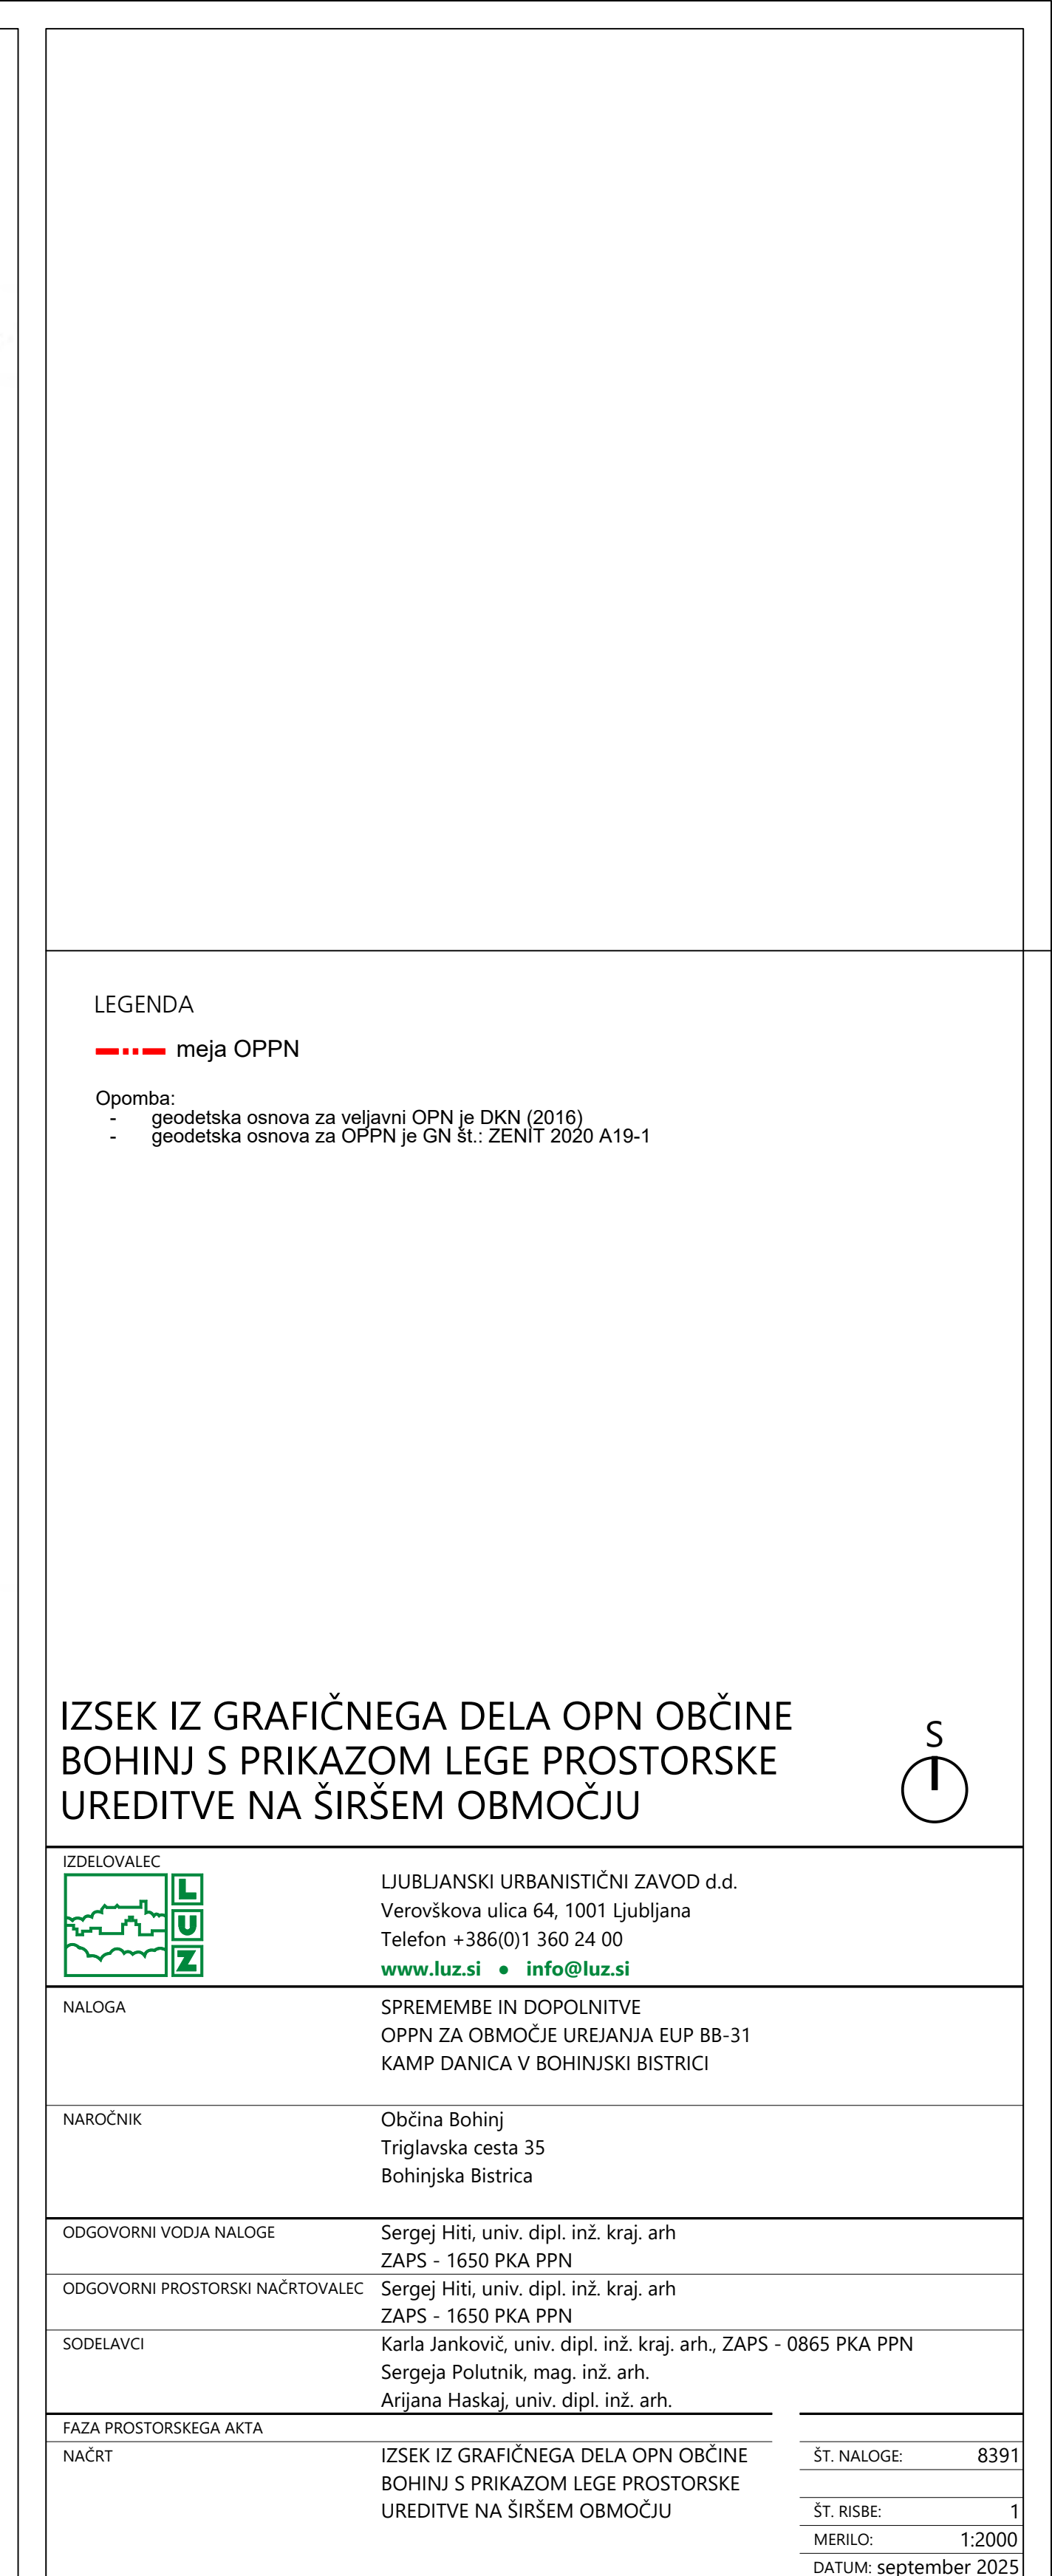 LEGENDA
meja OPPN
Opomba:
- geodetska osnova za veljavni OPN je DKN (2016)
- geodetska osnova za OPPN je GN št.: ZENIT 2020 A19-1
IZSEK IZ GRAFIČNEGA DELA OPN OBČINE
BOHINJ S PRIKAZOM LEGE PROSTORSKE
UREDITVE NA ŠIRŠEM OBMOČJU
S
IZDELOVALEC
L
U
Z
LJUBLJANSKI URBANISTIČNI ZAVOD d.d.
Verovškova ulica 64, 1001 Ljubljana
Telefon +386(0)1 360 24 00
www.luz.si ● info@luz.si
NALOGA
SPREMEMBE IN DOPOLNITVE
OPPN ZA OBMOČJE UREJANJA EUP BB-31
KAMP DANICA V BOHINJSKI BISTRICI
NAROČNIK
Občina Bohinj
Triglavska cesta 35
Bohinjska Bistrica
ODGOVORNI VODJA NALOGE
Sergej Hiti, univ. dipl. inž. kraj. arh
ZAPS - 1650 PKA PPN
ODGOVORNI PROSTORSKI NAČRTOVALEC
Sergej Hiti, univ. dipl. inž. kraj. arh
ZAPS - 1650 PKA PPN
SODELAVCI
Karla Jankovič, univ. dipl. inž. kraj. arh., ZAPS - 0865 PKA PPN
Sergeja Polutnik, mag. inž. arh.
Arijana Haskaj, univ. dipl. inž. arh.
FAZA PROSTORSKEGA AKTA
NAČRT
IZSEK IZ GRAFIČNEGA DELA OPN OBČINE
BOHINJ S PRIKAZOM LEGE PROSTORSKE
UREDITVE NA ŠIRŠEM OBMOČJU
ŠT. NALOGE: 8391
ŠT. RISBE: 1
MERILO: 1:2000
DATUM: september 2025